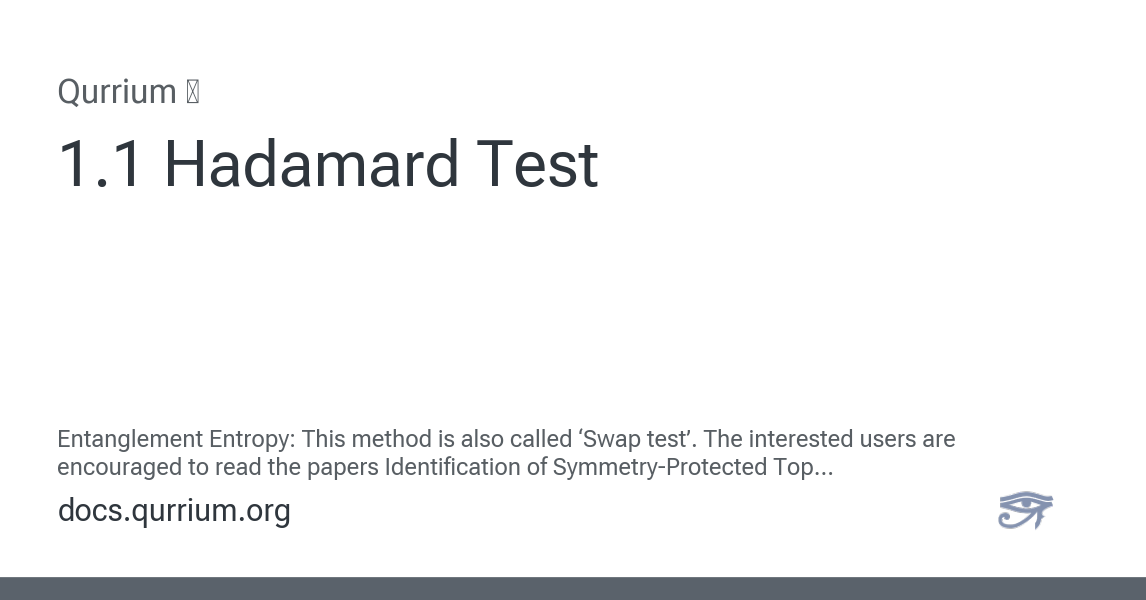 Qurrium
1.1 Hadamard Test
Entanglement Entropy: This method is also called ‘Swap test’. The interested users are
encouraged to read the papers Identification of Symmetry-Protected Top...
docs.qurrium.org